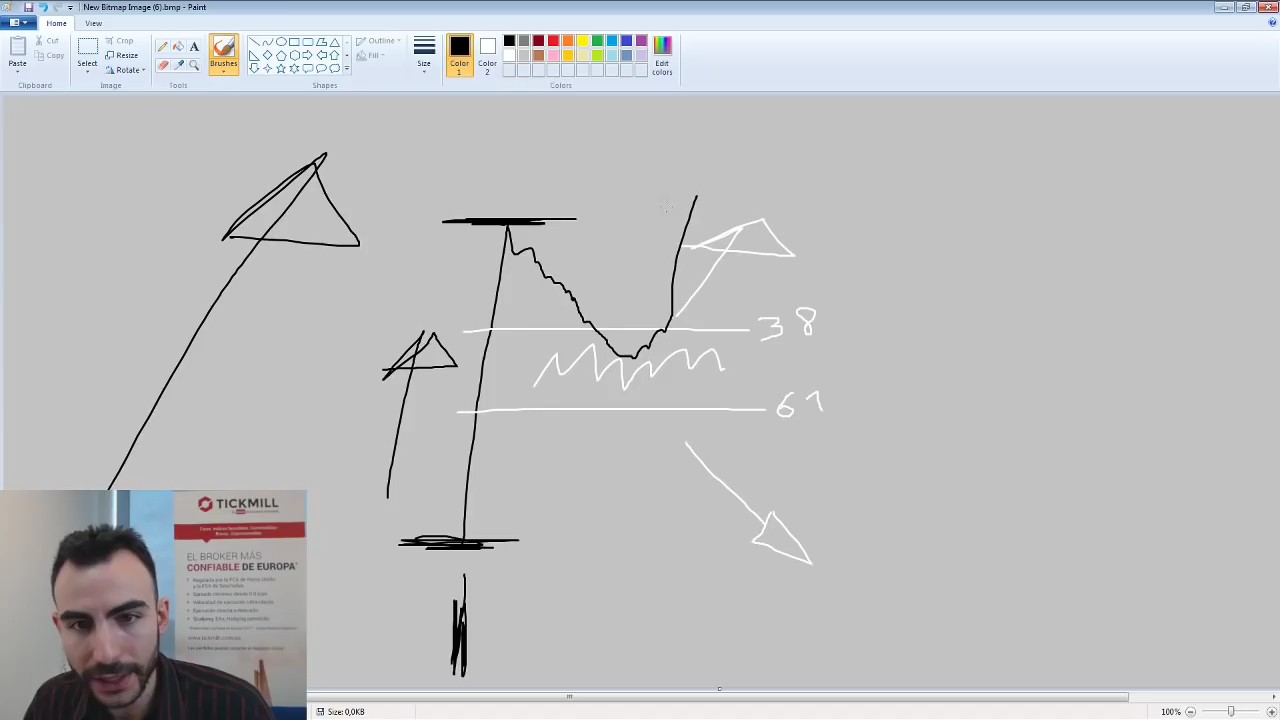 New Bitmap Image (6).bmp - Paint
Home
View
Paste
Cut
Copy
Clipboard
Select
Crop
Resize
Rotate
Image
A
Tools
Brushes
Outline
Fill
Shapes
Size
Color 1
Color 2
Edit colors
Colors
38
61
TICKMILL
EL BROKER MÁS
CONFIABLE DE EUROPA*
Size: 0,0KB
100%